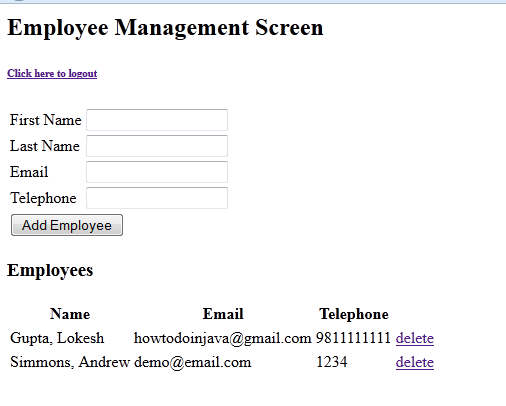 Employee Management Screen
Click here to logout
First Name
Last Name
Email
Telephone
Add Employee
Employees
Name Email Telephone
Gupta, Lokesh howtodoinjava@gmail.com 9811111111 delete
Simmons, Andrew demo@email.com 1234 delete